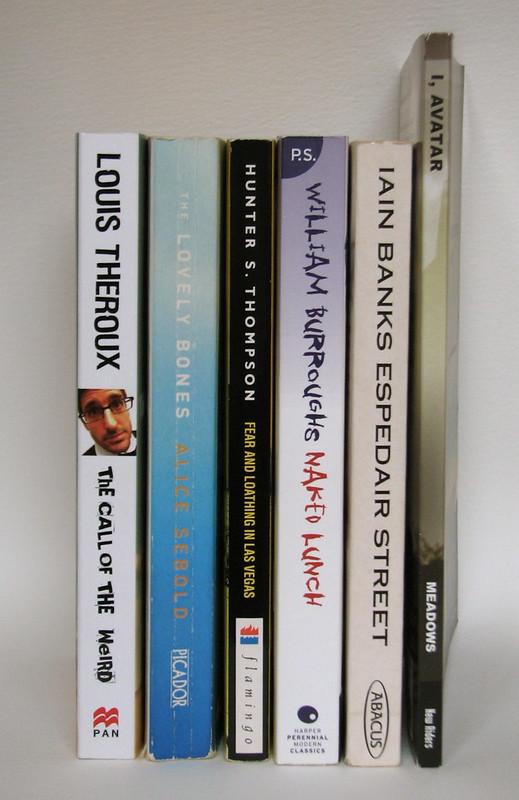 LOUIS THEROUX
THE CALL OF THE WEIRD
PAN
THE LOVELY BONES ALICE SEBOLD
PICADOR
HUNTER S. THOMPSON FEAR AND LOATHING IN LAS VEGAS
flamingo
P.S.
WILLIAM BURROUGHS NAKED LUNCH
HARPER
PERENNIAL
MODERN
CLASSICS
IAIN BANKS ESPEDAIR STREET
ABACUS
I, AVATAR
MEADOWS
New Riders